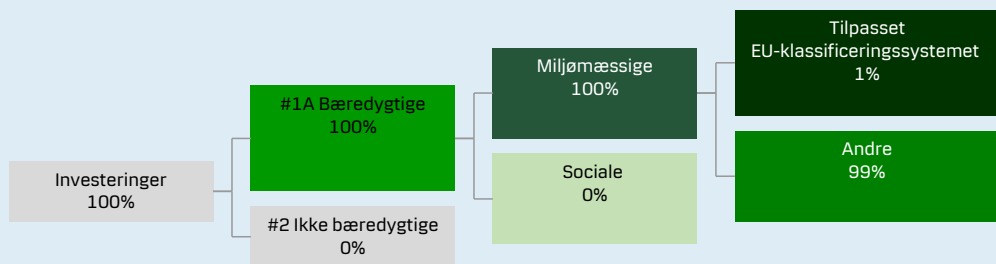 Investeringer
100%
#1A Bæredygtige
100%
#2 Ikke bæredygtige
0%
Miljømæssige
100%
Sociale
0%
Tilpasset
EU-klassificeringssystemet
1%
Andre
99%